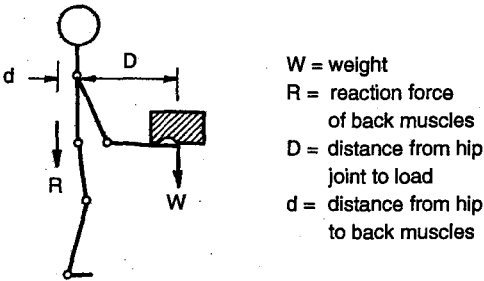 d
D
R
W
W = weight
R = reaction force
of back muscles
D = distance from hip
joint to load
d = distance from hip
to back muscles